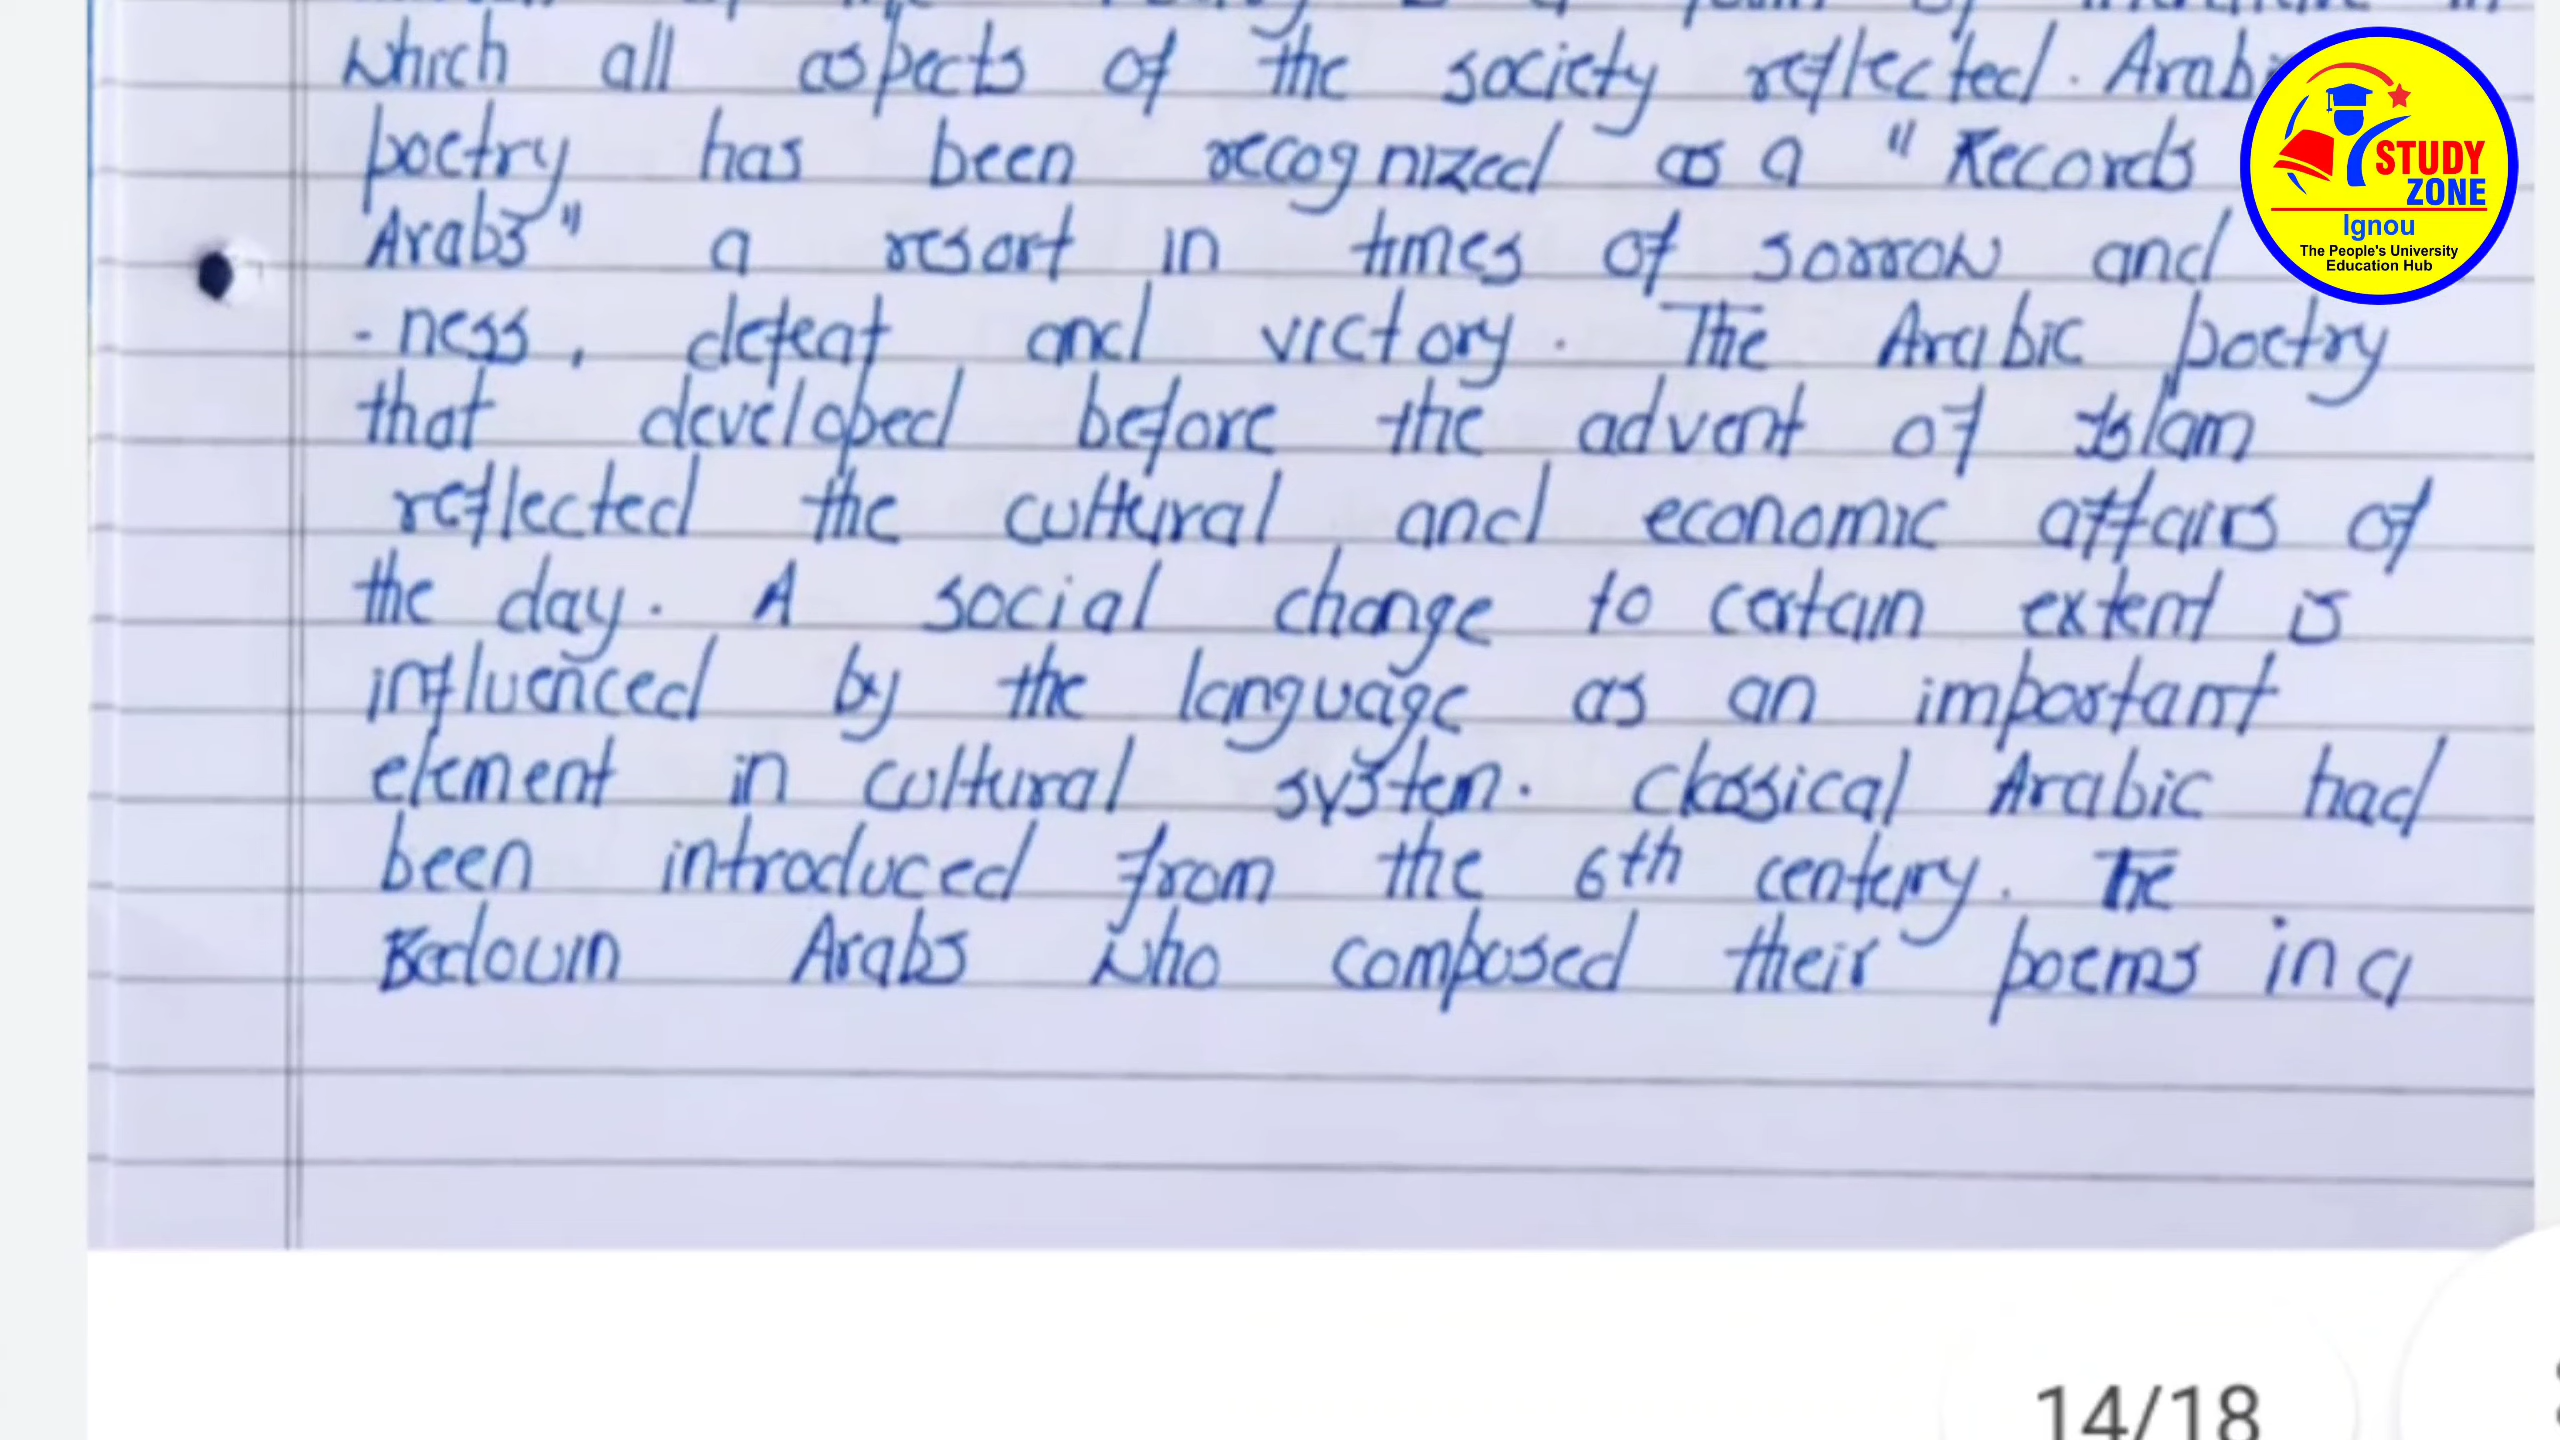 which all aspects of the society reflected. Arabi
poetry has been recognized as a "Records
Arabs" a resort in times of sorrow and
-ness, defeat and victory. The Arabic poetry
that developed before the advent of Islam
reflected the cultural and economic affairs of
the day. A social change to certain extent is
influenced by the language as an important
element in cultural system. classical Arabic had
been introduced from the 6th century. The
Bedouin Arabs who composed their poems in a
STUDY
ZONE
Ignou
The People's University
Education Hub
14/18